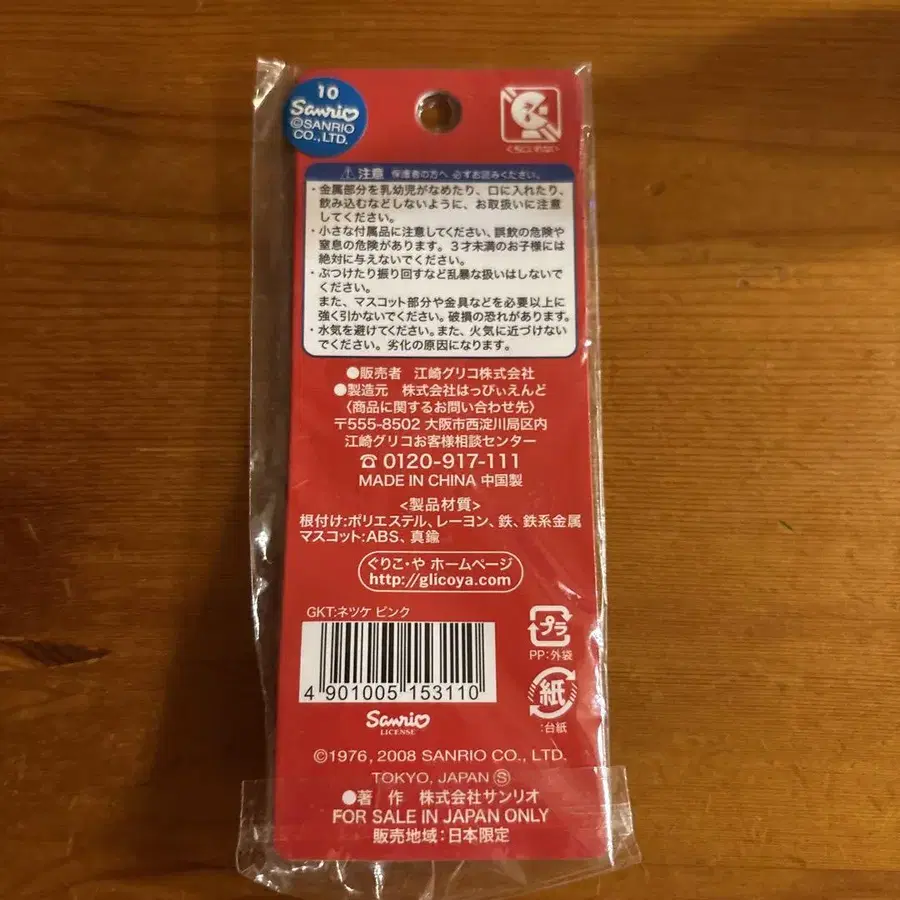 10
Sanrio
©SANRIO
CO., LTD.
くちにいれない
注意 保護者の方へ 必ずお読みください。
・金属部分を乳幼児がなめたり、口に入れたり、
飲み込むなどしないように、お取扱いに注意
してください。
・小さな付属品に注意してください、誤飲の危険や
窒息の危険があります。３才未満のお子様には
絶対に与えないでください。
・ぶつけたり振り回すなど乱暴な扱いはしないで
ください。
また、マスコット部分や金具などを必要以上に
強く引かないでください。破損の恐れがあります。
・水気を避けてください。また、火気に近づけない
でください。劣化の原因になります。
●販売者 江崎グリコ株式会社
●製造元 株式会社はっぴぃえんど
〈商品に関するお問い合わせ先〉
〒555-8502 大阪市西淀川局区内
江崎グリコお客様相談センター
☎ 0120-917-111
MADE IN CHINA 中国製
<製品材質>
根付け:ポリエステル、レーヨン、鉄、鉄系金属
マスコット:ABS、真鍮
ぐりこ・や ホームページ
http://glicoya.com/
GKT:ネツケ ピンク
4 901005 153110
プラ
PP:外袋
紙
:台紙
Sanrio
LICENSE
©1976, 2008 SANRIO CO., LTD.
TOKYO, JAPAN Ⓢ
●著 作 株式会社サンリオ
FOR SALE IN JAPAN ONLY
販売地域:日本限定